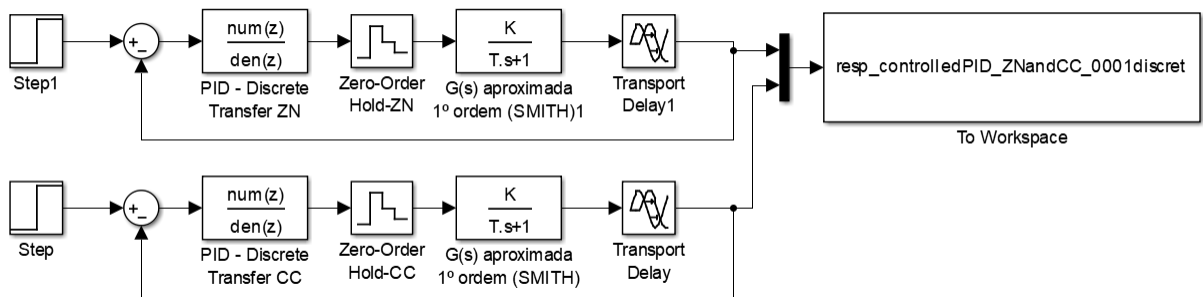 Step1
+
−
num(z)
den(z)
PID - Discrete
Transfer ZN
Zero-Order
Hold-ZN
K
T.s+1
G(s) aproximada
1º ordem (SMITH)1
Transport
Delay1
resp_controlledPID_ZNandCC_0001discret
To Workspace
Step
+
−
num(z)
den(z)
PID - Discrete
Transfer CC
Zero-Order
Hold-CC
K
T.s+1
G(s) aproximada
1º ordem (SMITH)
Transport
Delay